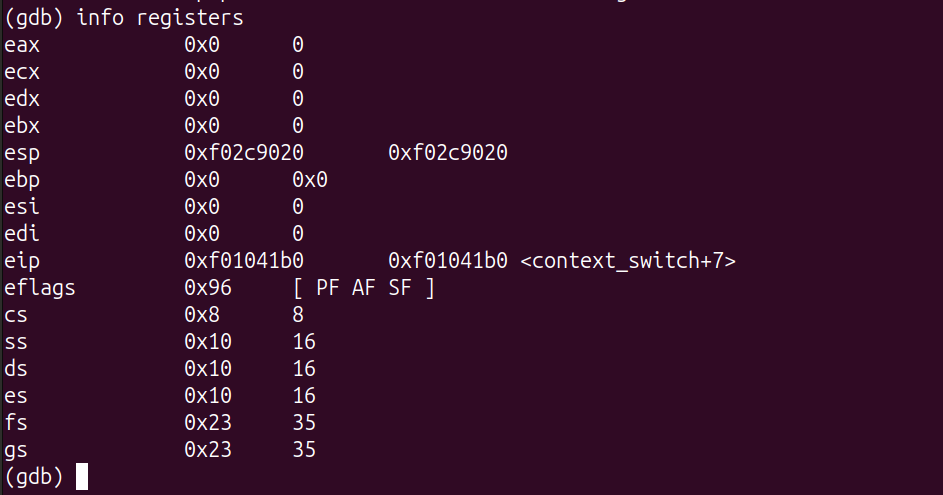 (gdb) info registers
eax 0x0 0
ecx 0x0 0
edx 0x0 0
ebx 0x0 0
esp 0xf02c9020 0xf02c9020
ebp 0x0 0x0
esi 0x0 0
edi 0x0 0
eip 0xf01041b0 0xf01041b0 <context_switch+7>
eflags 0x96 [ PF AF SF ]
cs 0x8 8
ss 0x10 16
ds 0x10 16
es 0x10 16
fs 0x23 35
gs 0x23 35
(gdb)